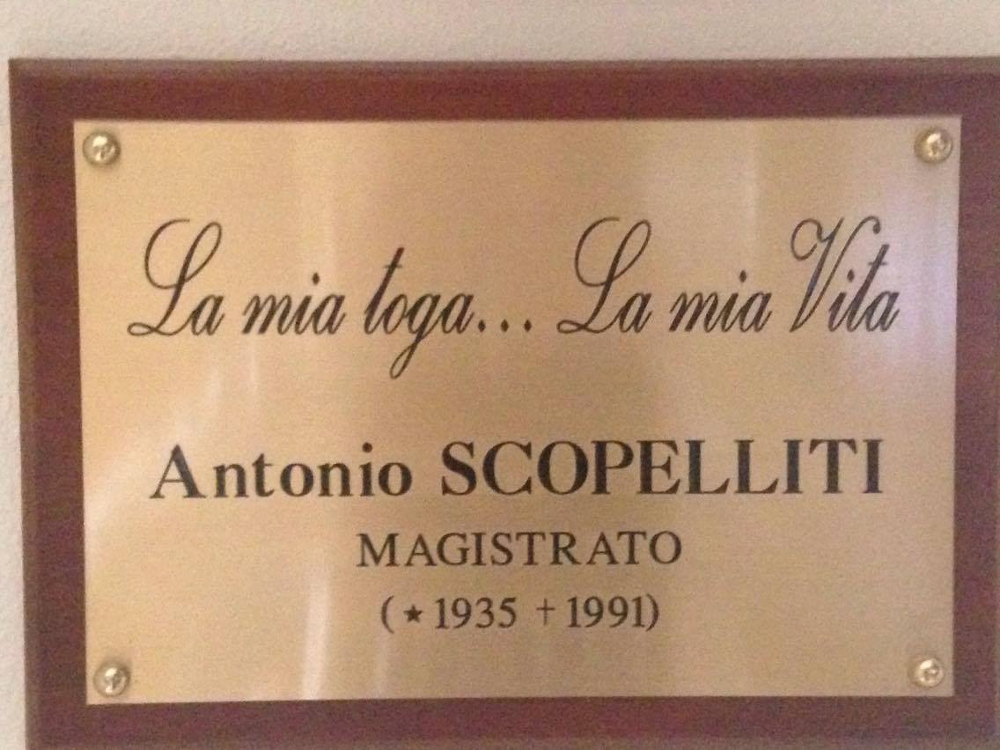 La mia toga... La mia Vita
Antonio SCOPELLITI
MAGISTRATO
(★ 1935 † 1991)